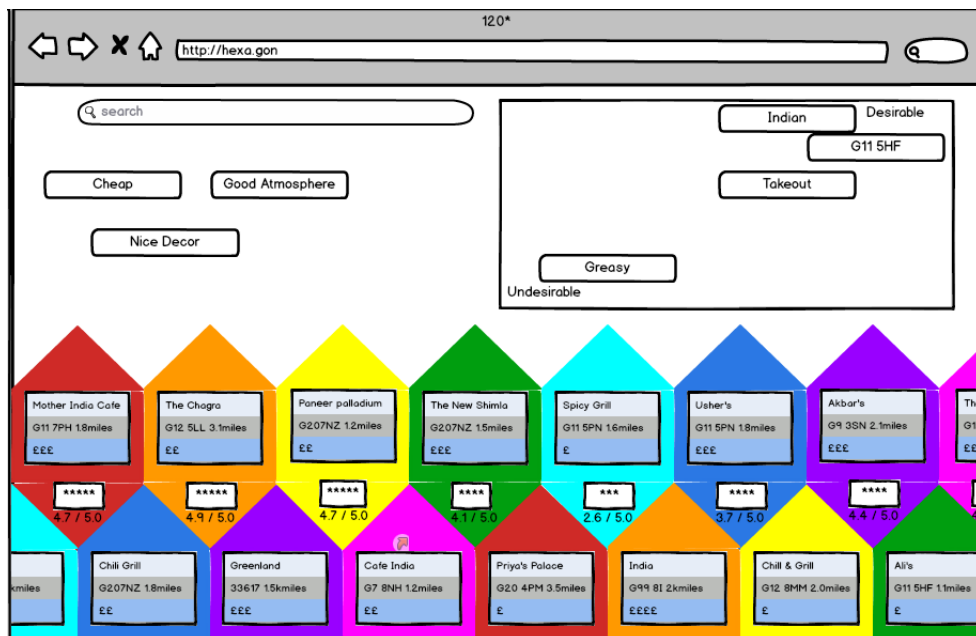 120*
http://hexa.gon
search
Indian
Desirable
G11 5HF
Cheap
Good Atmosphere
Takeout
Nice Decor
Greasy
Undesirable
Mother India Cafe
G11 7PH 1.8miles
£££
*****
4.7 / 5.0
The Chagra
G12 5LL 3.1miles
££
*****
4.9 / 5.0
Paneer palladium
G207NZ 1.2miles
££
*****
4.7 / 5.0
The New Shimla
G207NZ 1.5miles
£££
****
4.1 / 5.0
Spicy Grill
G11 5PN 1.6miles
£
***
2.6 / 5.0
Usher's
G11 5PN 1.8miles
£££
****
3.7 / 5.0
Akbar's
G9 3SN 2.1miles
££
****
4.4 / 5.0
Chili Grill
G207NZ 1.8miles
££
Greenland
33617 1.5kmiles
£££
Cafe India
G7 8NH 1.2miles
££
Priya's Palace
G20 4PM 3.5miles
£
India
G99 8I 2kmiles
££££
Chill & Grill
G12 8MM 2.0miles
£
Ali's
G11 5HF 1.1miles
£